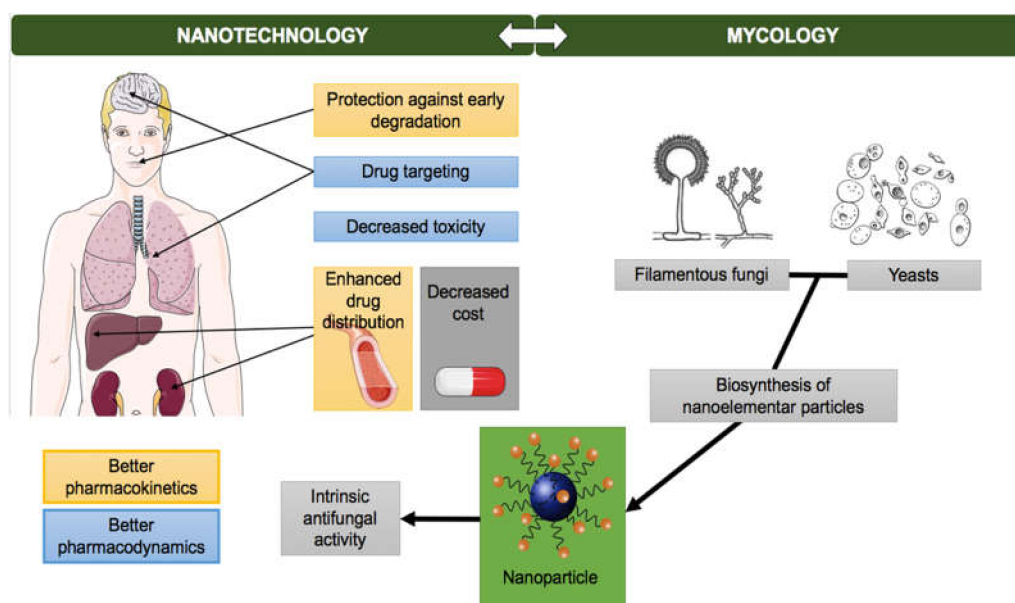 NANOTECHNOLOGY
MYCOLOGY
Protection against early
degradation
Drug targeting
Decreased toxicity
Enhanced
drug
distribution
Decreased
cost
Filamentous fungi
Yeasts
Biosynthesis of
nanoelementar particles
Better
pharmacokinetics
Better
pharmacodynamics
Intrinsic
antifungal
activity
Nanoparticle